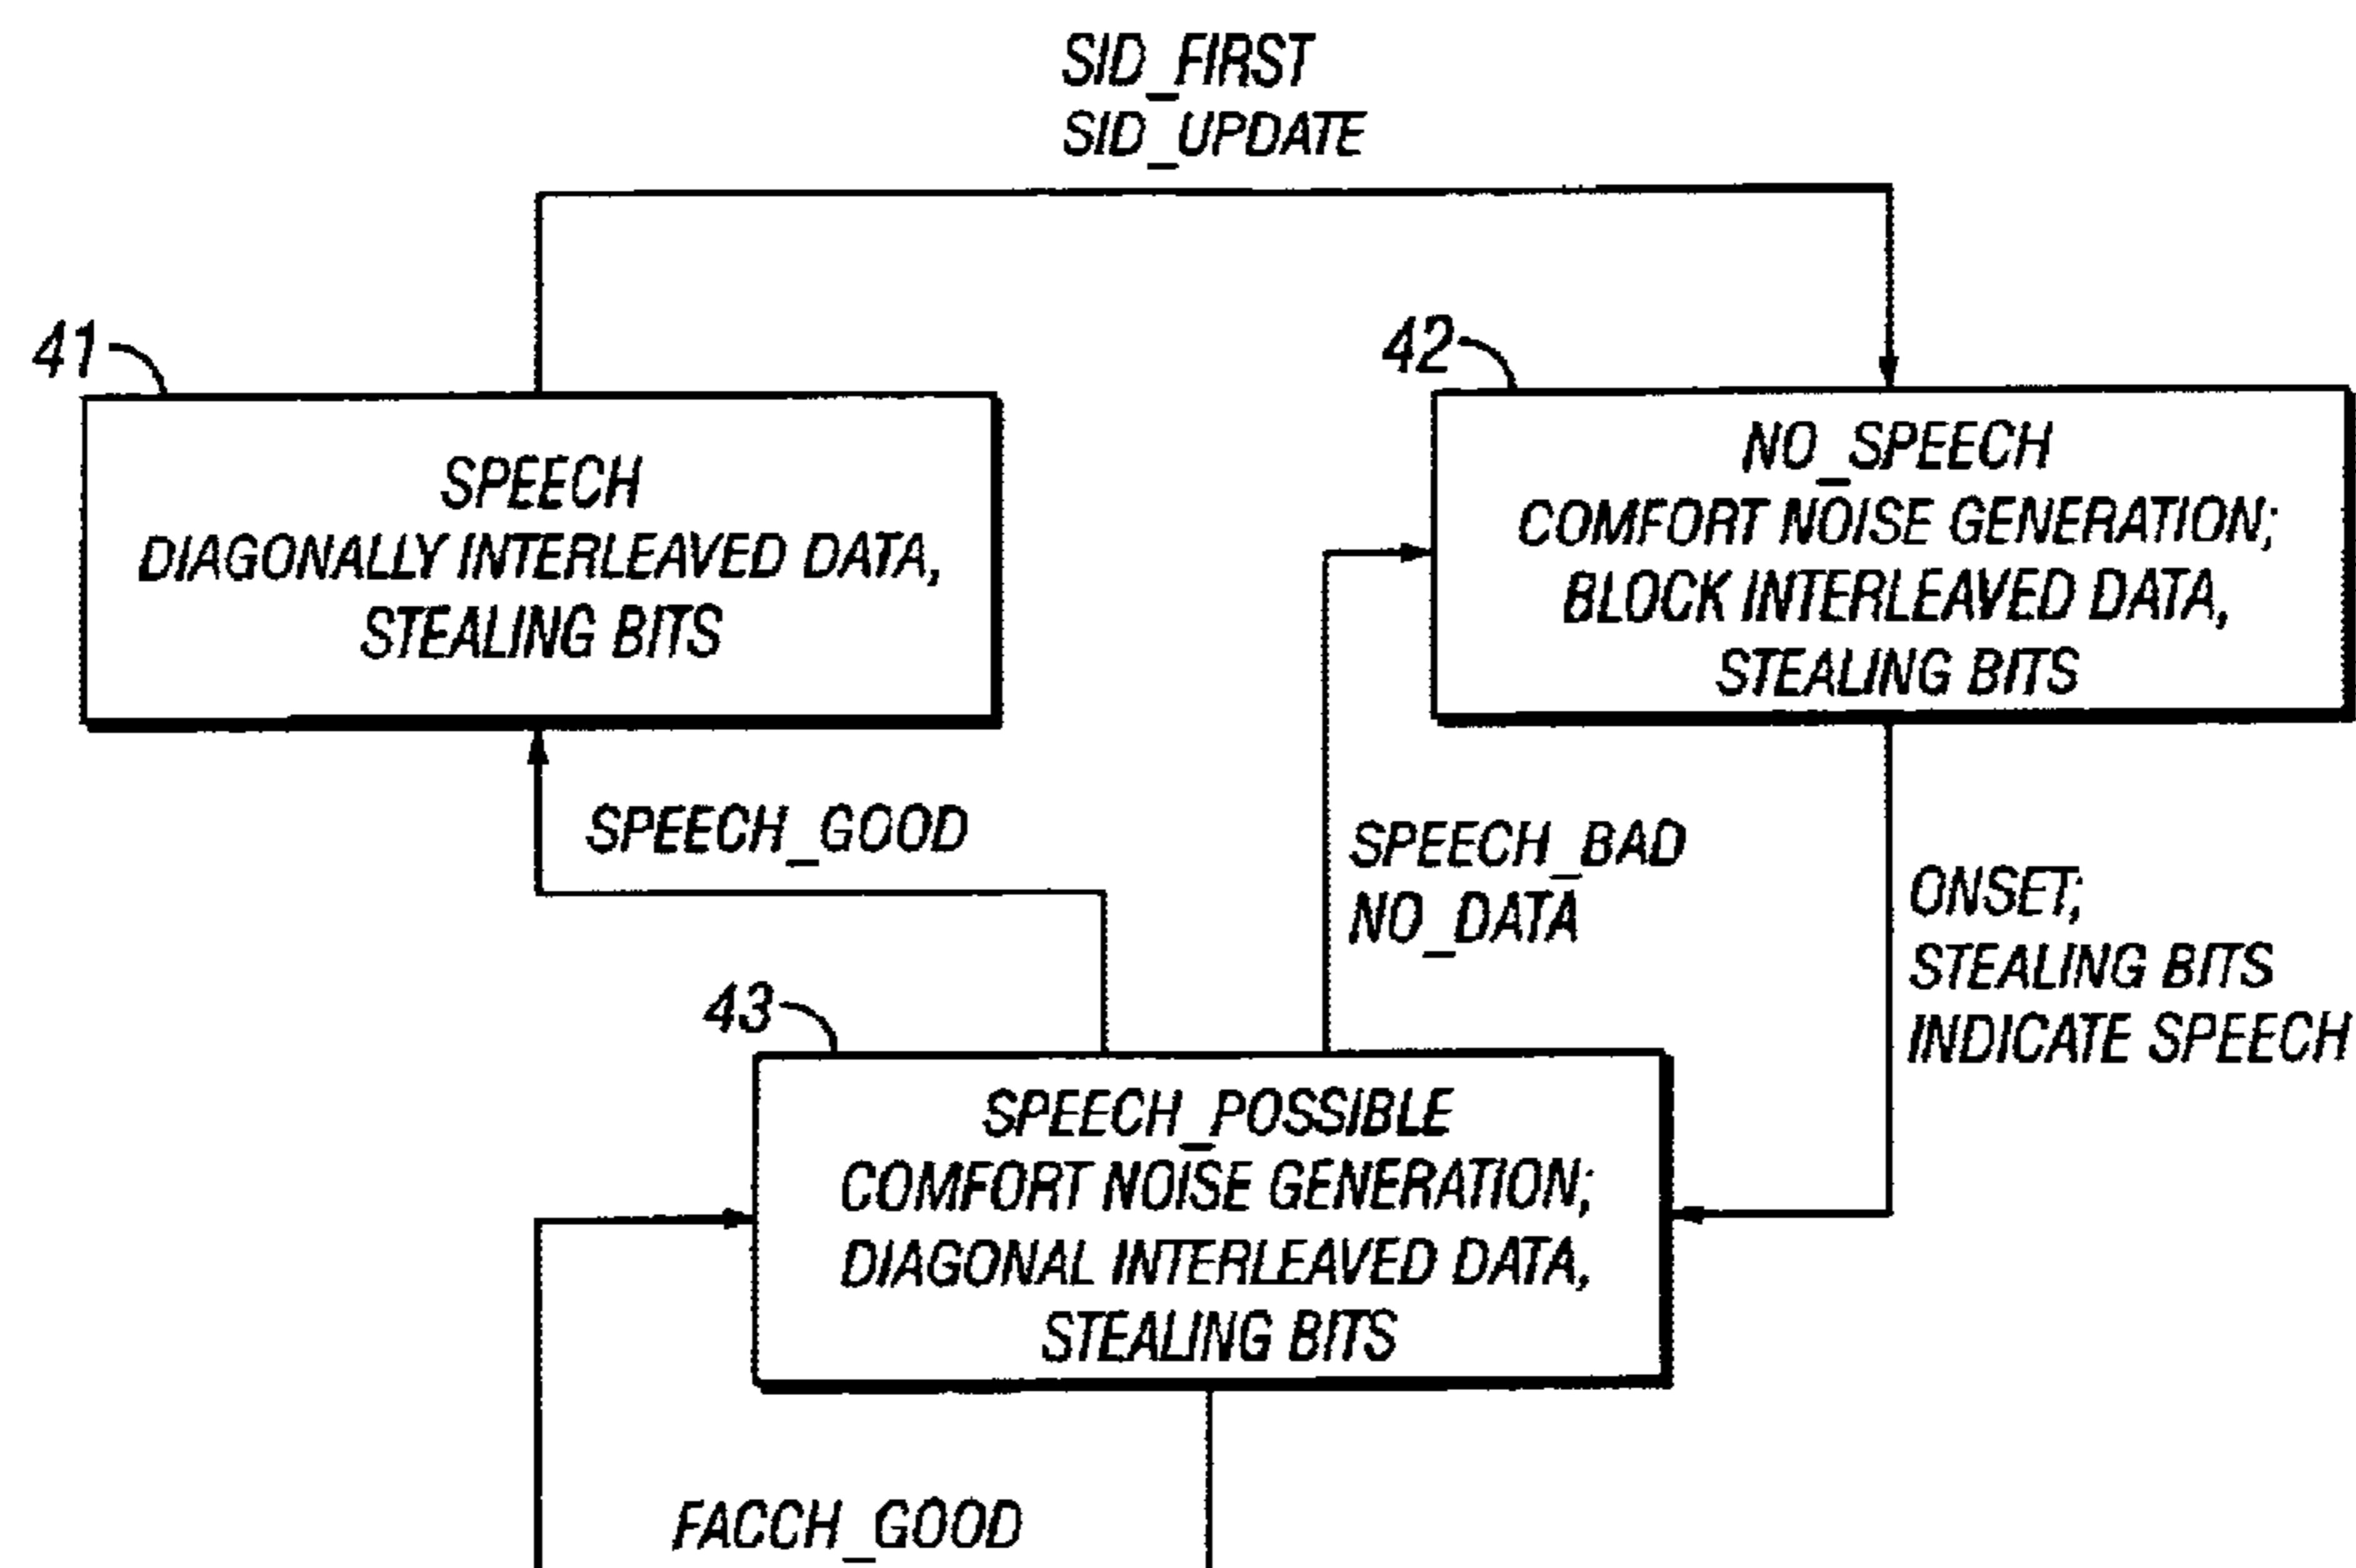 SID_FIRST
SID_UPDATE
41
42
SPEECH
DIAGONALLY INTERLEAVED DATA,
STEALING BITS
NO_SPEECH
COMFORT NOISE GENERATION;
BLOCK INTERLEAVED DATA,
STEALING BITS
SPEECH_GOOD
SPEECH_BAD
NO_DATA
ONSET;
STEALING BITS
INDICATE SPEECH
43
SPEECH_POSSIBLE
COMFORT NOISE GENERATION;
DIAGONAL INTERLEAVED DATA,
STEALING BITS
FACCH_GOOD